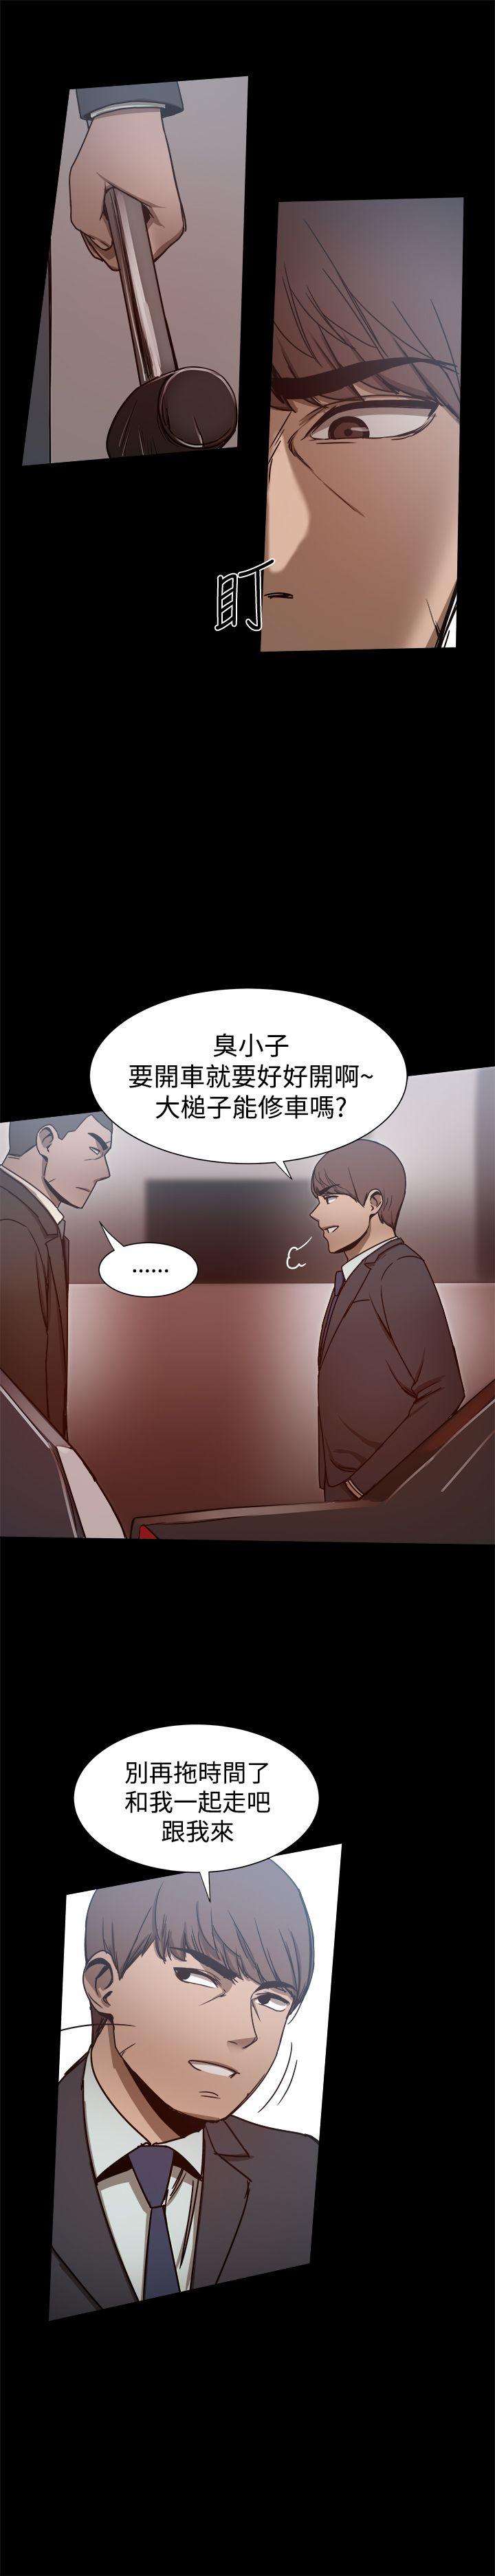 盯
臭小子
要開車就要好好開啊~
大槌子能修車嗎?
......
別再拖時間了
和我一起走吧
跟我來